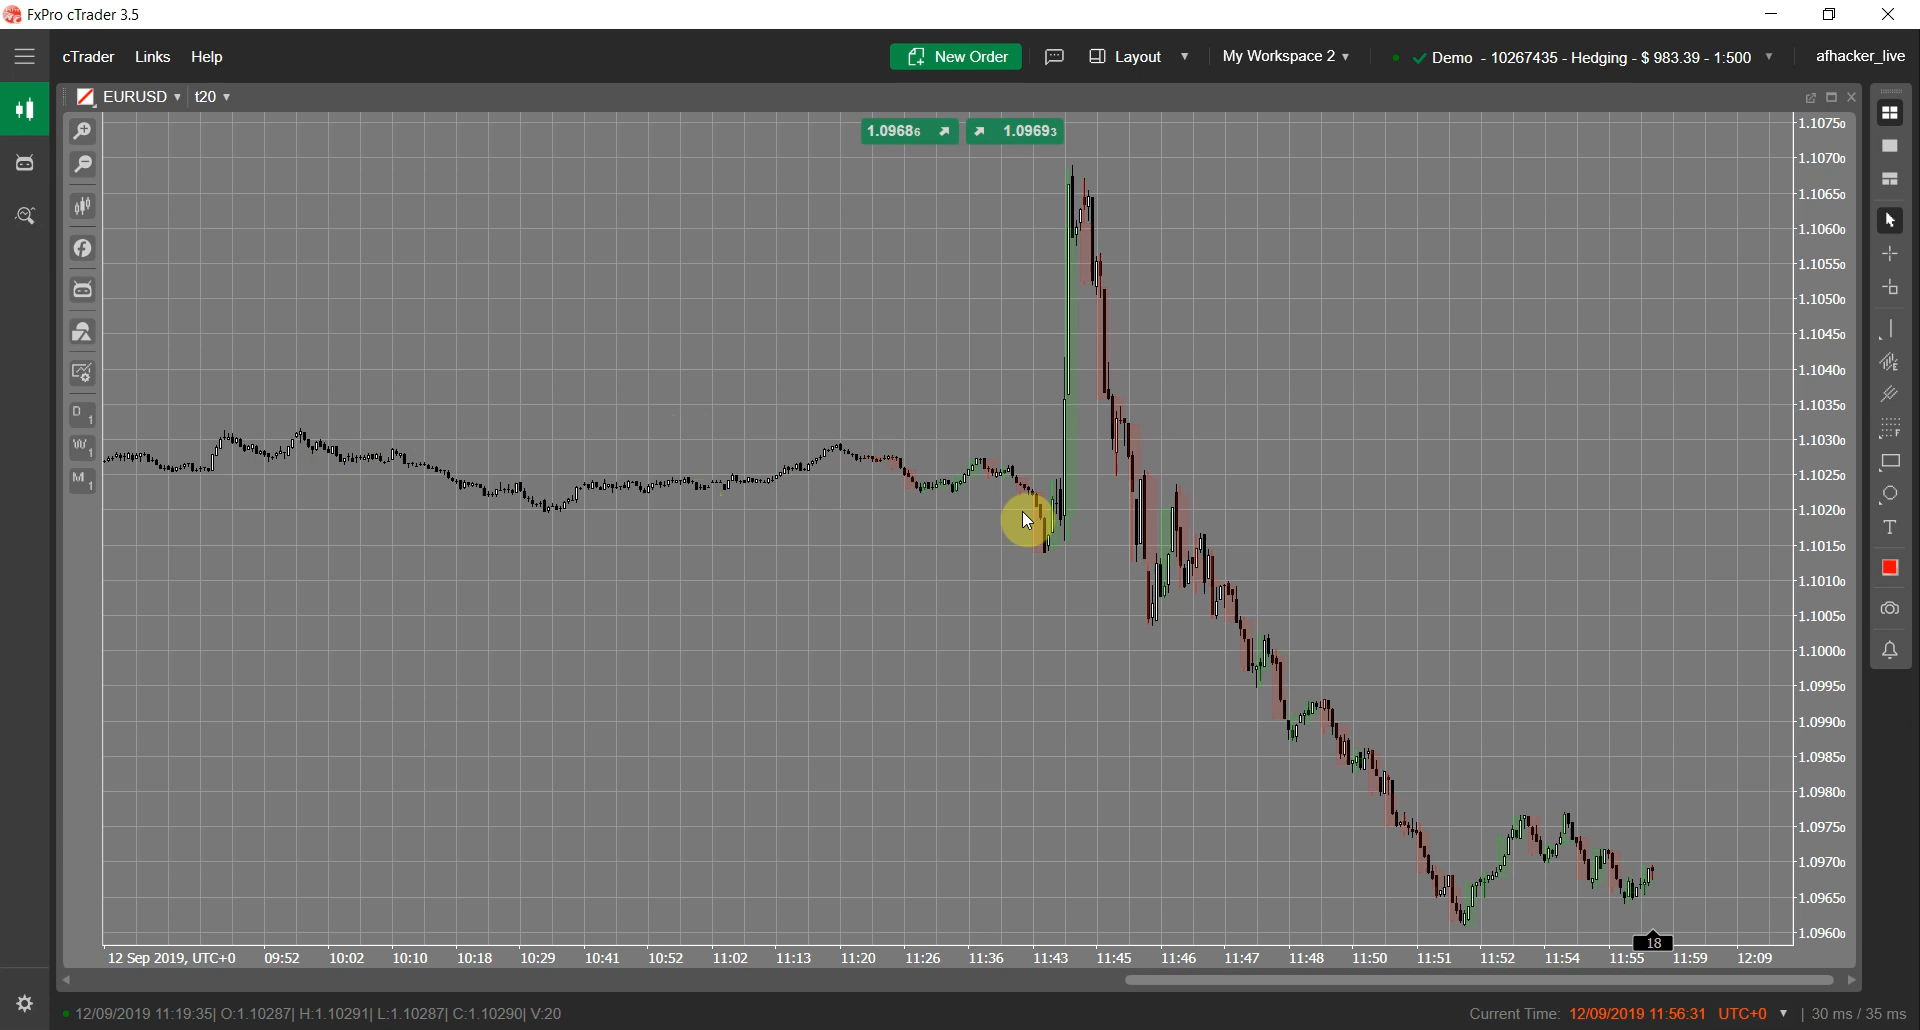 FxPro cTrader 3.5
cTrader Links Help New Order Layout My Workspace 2 Demo - 10267435 - Hedging - $ 983.39 - 1:500 afhacker_live
EURUSD t20
1.09686 1.09693
1.10750
1.10700
1.10650
1.10600
1.10550
1.10500
1.10450
1.10400
1.10350
1.10300
1.10250
1.10200
1.10150
1.10100
1.10050
1.10000
1.09950
1.09900
1.09850
1.09800
1.09750
1.09700
1.09650
1.09600
D 1
W 1
M 1
E
F
T
18
12 Sep 2019, UTC+0 09:52 10:02 10:10 10:18 10:29 10:41 10:52 11:02 11:13 11:20 11:26 11:36 11:43 11:45 11:46 11:47 11:48 11:50 11:51 11:52 11:54 11:55 11:59 12:09
12/09/2019 11:19:35| O:1.10287| H:1.10291| L:1.10287| C:1.10290| V:20 Current Time: 12/09/2019 11:56:31 UTC+0 | 30 ms / 35 ms